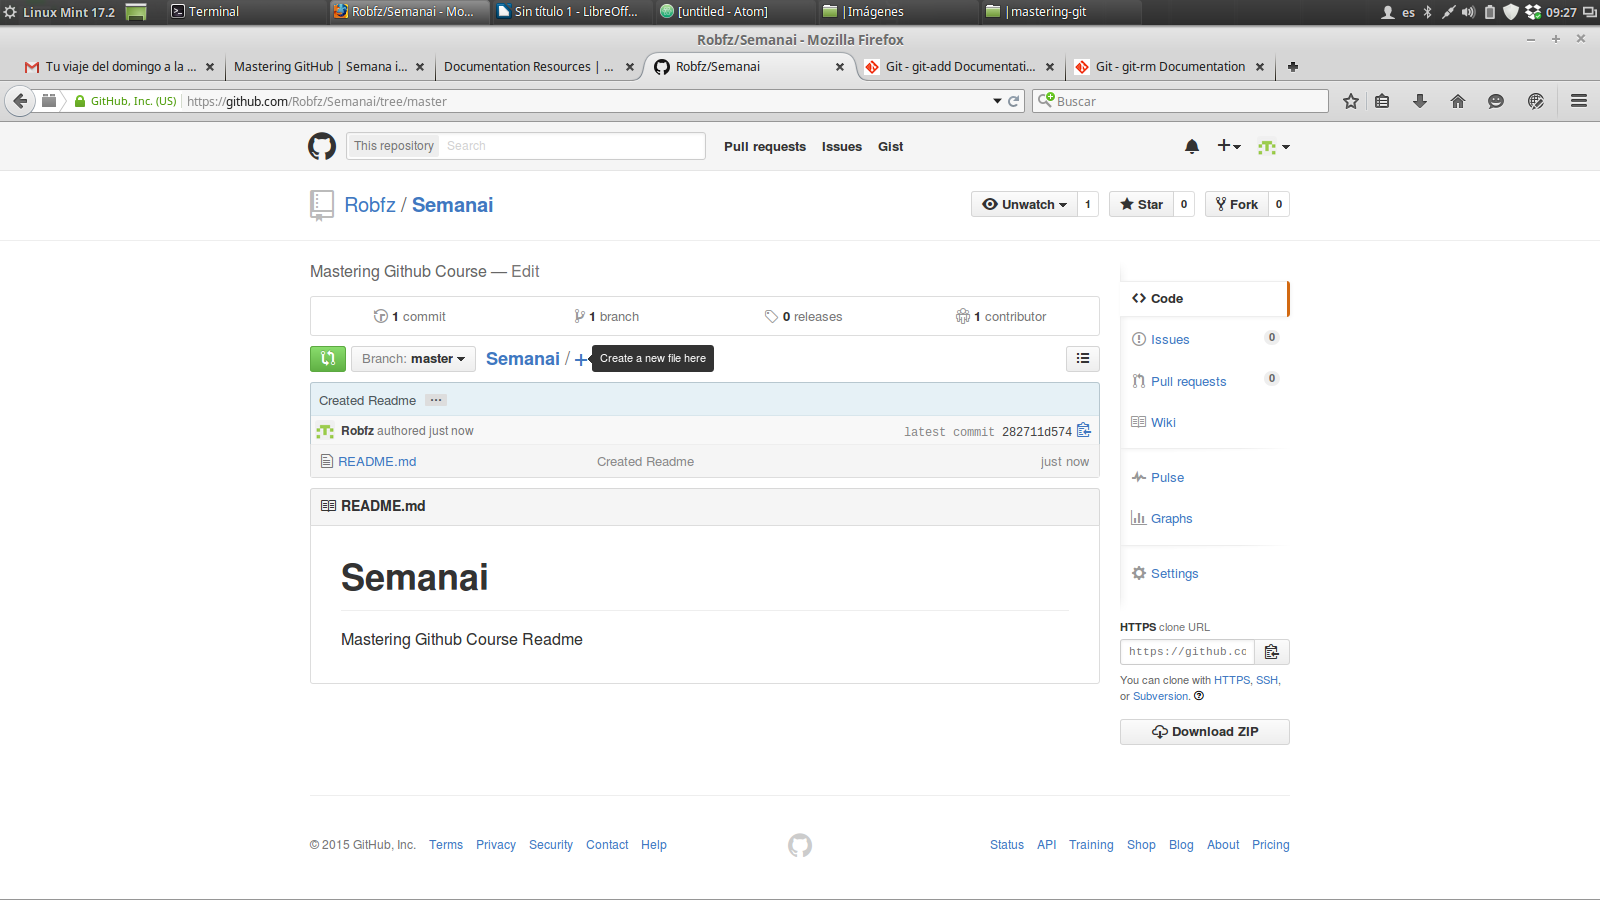 Linux Mint 17.2 Terminal Robfz/Semanai - Mo... Sin título 1 - LibreOff... [untitled - Atom] |Imágenes |mastering-git es 09:27
Robfz/Semanai - Mozilla Firefox
Tu viaje del domingo a la ... Mastering GitHub | Semana i... Documentation Resources | ... Robfz/Semanai Git - git-add Documentati... Git - git-rm Documentation
GitHub, Inc. (US) https://github.com/Robfz/Semanai/tree/master Buscar
This repository Search Pull requests Issues Gist
Robfz / Semanai Unwatch 1 Star 0 Fork 0
Mastering Github Course — Edit
1 commit 1 branch 0 releases 1 contributor
Branch: master Semanai / + Create a new file here
Created Readme ...
Robfz authored just now latest commit 282711d574
README.md Created Readme just now
README.md
Semanai
Mastering Github Course Readme
Code
Issues 0
Pull requests 0
Wiki
Pulse
Graphs
Settings
HTTPS clone URL
https://github.cc
You can clone with HTTPS, SSH,
or Subversion.
Download ZIP
© 2015 GitHub, Inc. Terms Privacy Security Contact Help Status API Training Shop Blog About Pricing